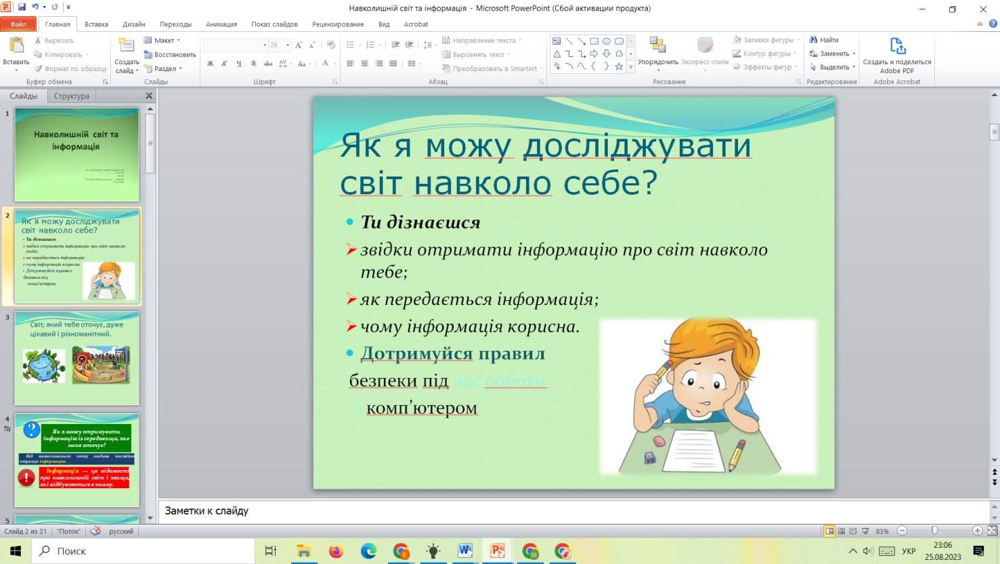 Навколишній світ та інформація - Microsoft PowerPoint (Сбой активации продукта)
Файл Главная Вставка Дизайн Переходы Анимация Показ слайдов Рецензирование Вид Acrobat
Вставить
Вырезать
Копировать
Формат по образцу
Буфер обмена
Создать слайд
Макет
Восстановить
Раздел
Слайды
26
Ж К Ч S abc AV Aa A
Шрифт
Направление текста
Выровнять текст
Преобразовать в SmartArt
Абзац
Упорядочить
Экспресс-стили
Заливка фигуры
Контур фигуры
Эффекты фигур
Рисование
Найти
Заменить
Выделить
Редактирование
Создать и поделиться
Adobe PDF
Adobe Acrobat
Слайды Структура
1
Навколишній світ та
інформація
2
Як я можу досліджувати
світ навколо себе?
Ти дізнаєшся
звідки отримати інформацію про світ навколо
тебе;
як передається інформація;
чому інформація корисна.
Дотримуйся правил
безпеки під
комп'ютером
3
Світ, який тебе оточує, дуже
цікавий і різноманітний.
4
?
Як я можу отримувати
інформацію із середовища, яке
мене оточує?
Від навколишнього світу людина постійно
отримує інформацію.
!
Інформація — це відомості
про навколишній світ і явища,
які відбуваються в ньому.
5
Як я можу досліджувати
світ навколо себе?
Ти дізнаєшся
звідки отримати інформацію про світ навколо
тебе;
як передається інформація;
чому інформація корисна.
Дотримуйся правил
безпеки під час роботи
з комп’ютером
Заметки к слайду
Слайд 2 из 21 "Поток" русский 83%
Поиск
УКР
23:06
25.08.2023